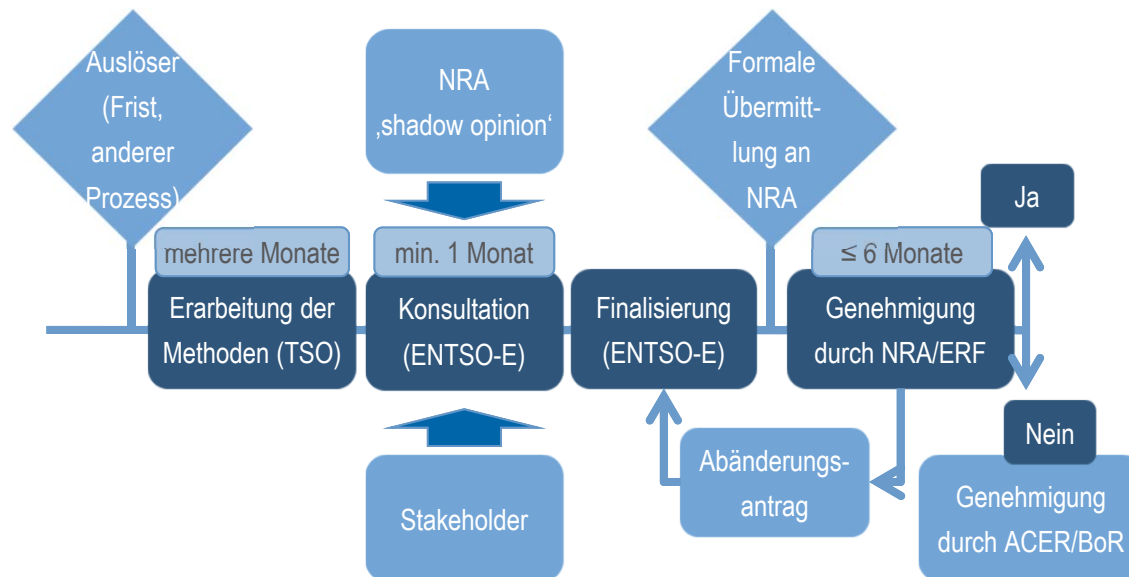 Auslöser
(Frist,
anderer
Prozess)
NRA
‚shadow opinion‘
Formale
Übermitt-
lung an
NRA
Ja
mehrere Monate
Erarbeitung der
Methoden (TSO)
min. 1 Monat
Konsultation
(ENTSO-E)
Finalisierung
(ENTSO-E)
≤ 6 Monate
Genehmigung
durch NRA/ERF
Nein
Abänderungs-
antrag
Stakeholder
Genehmigung
durch ACER/BoR